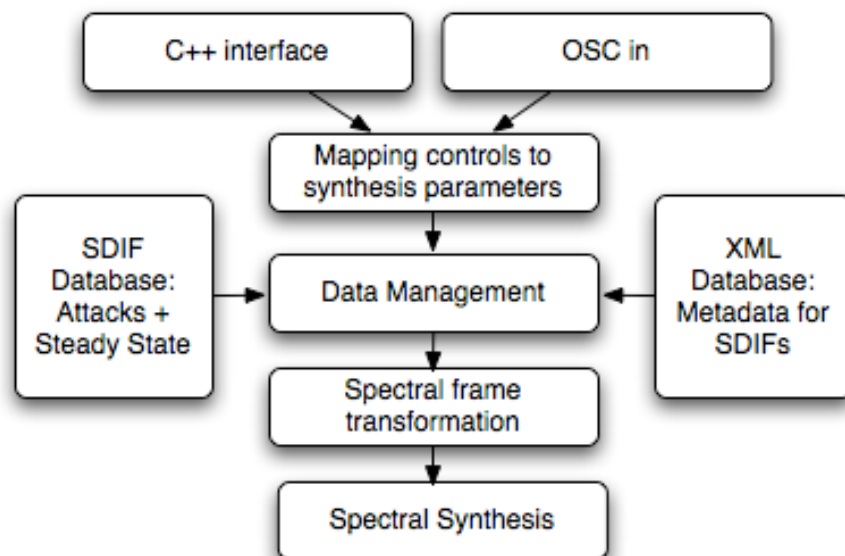 C++ interface
OSC in
Mapping controls to
synthesis parameters
SDIF
Database:
Attacks +
Steady State
Data Management
XML
Database:
Metadata for
SDIFs
Spectral frame
transformation
Spectral Synthesis